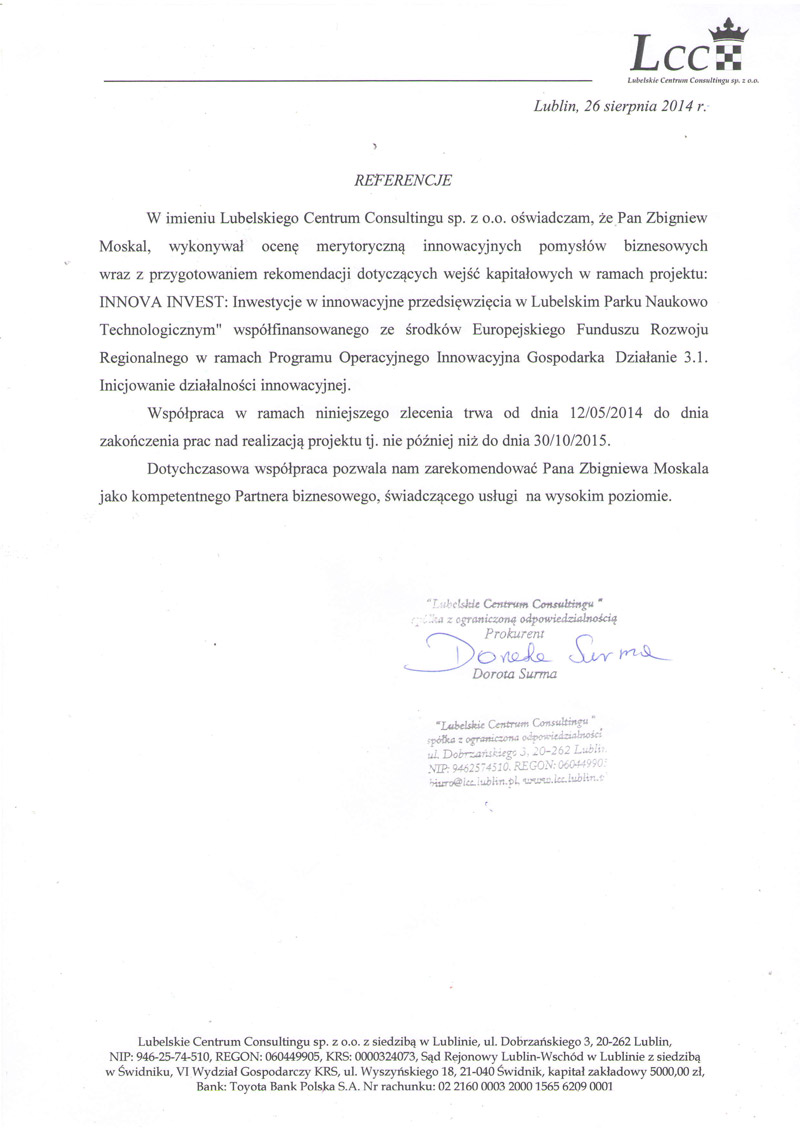 Lcc
Lubelskie Centrum Consultingu sp. z o.o.
Lublin, 26 sierpnia 2014 r.
REFERENCJE
W imieniu Lubelskiego Centrum Consultingu sp. z o.o. oświadczam, że Pan Zbigniew
Moskal, wykonywał ocenę merytoryczną innowacyjnych pomysłów biznesowych
wraz z przygotowaniem rekomendacji dotyczących wejść kapitałowych w ramach projektu:
INNOVA INVEST: Inwestycje w innowacyjne przedsięwzięcia w Lubelskim Parku Naukowo
Technologicznym" współfinansowanego ze środków Europejskiego Funduszu Rozwoju
Regionalnego w ramach Programu Operacyjnego Innowacyjna Gospodarka Działanie 3.1.
Inicjowanie działalności innowacyjnej.
Współpraca w ramach niniejszego zlecenia trwa od dnia 12/05/2014 do dnia
zakończenia prac nad realizacją projektu tj. nie później niż do dnia 30/10/2015.
Dotychczasowa współpraca pozwala nam zarekomendować Pana Zbigniewa Moskala
jako kompetentnego Partnera biznesowego, świadczącego usługi na wysokim poziomie.
"Lubelskie Centrum Consultingu"
spółka z ograniczoną odpowiedzialnością
Prokurent
Dorota Surma
Dorota Surma
"Lubelskie Centrum Consultingu"
spółka z ograniczona odpowiedzialności
ul. Dobrzańskiego 3, 20-262 Lublin
NIP: 9462574510, REGON: 06044990
biuro@lcc.lublin.pl, www.lcc.lublin.
Lubelskie Centrum Consultingu sp. z o.o. z siedzibą w Lublinie, ul. Dobrzańskiego 3, 20-262 Lublin,
NIP: 946-25-74-510, REGON: 060449905, KRS: 0000324073, Sąd Rejonowy Lublin-Wschód w Lublinie z siedzibą
w Świdniku, VI Wydział Gospodarczy KRS, ul. Wyszyńskiego 18, 21-040 Świdnik, kapitał zakładowy 5000,00 zł,
Bank: Toyota Bank Polska S.A. Nr rachunku: 02 2160 0003 2000 1565 6209 0001